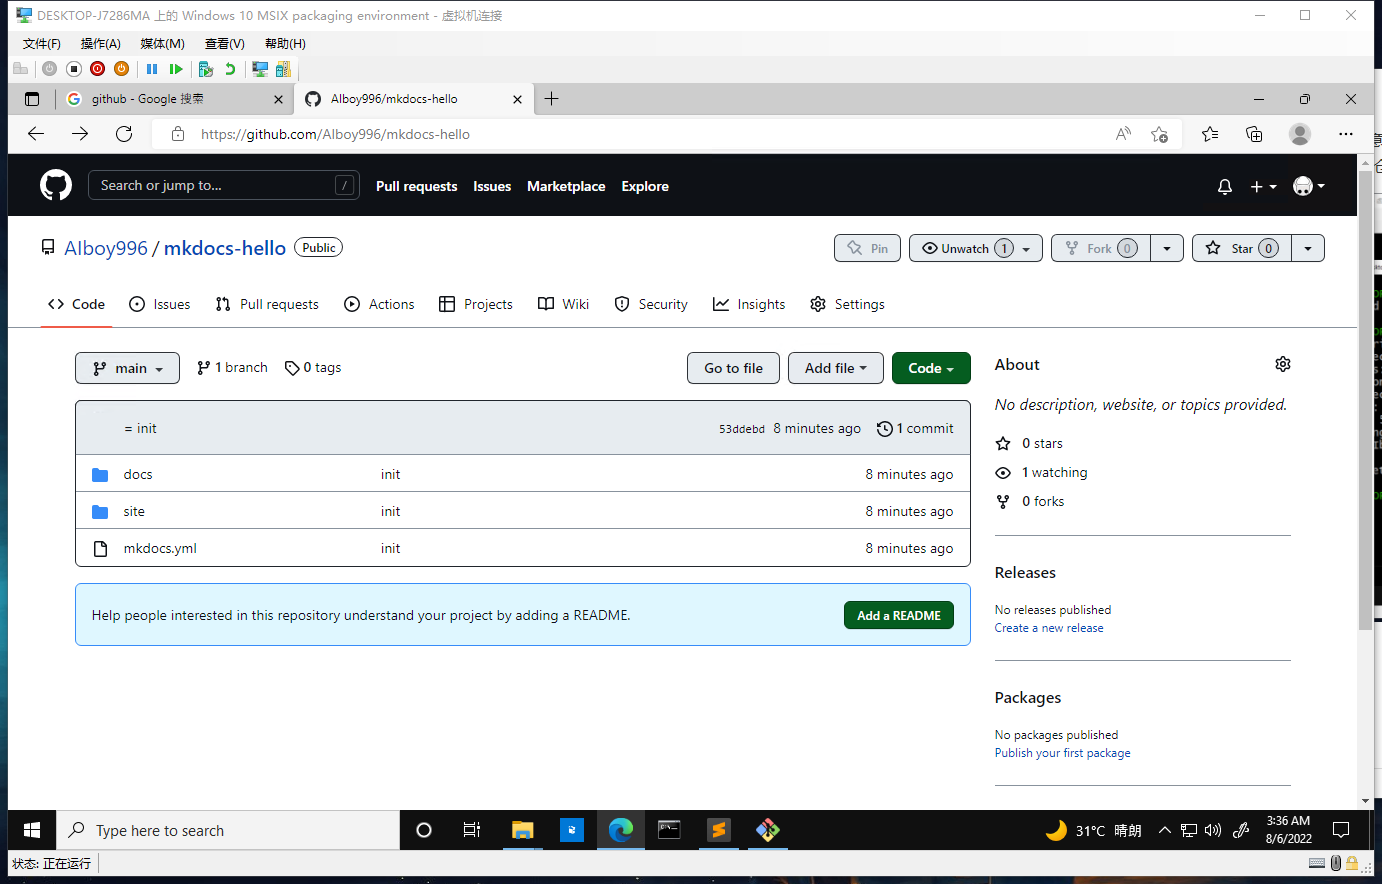 DESKTOP-J7286MA 上的 Windows 10 MSIX packaging environment - 虚拟机连接
文件(F) 操作(A) 媒体(M) 查看(V) 帮助(H)
github - Google 搜索
AIboy996/mkdocs-hello
https://github.com/AIboy996/mkdocs-hello
Search or jump to... /
Pull requests Issues Marketplace Explore
AIboy996 / mkdocs-hello Public
Pin Unwatch 1 Fork 0 Star 0
Code Issues Pull requests Actions Projects Wiki Security Insights Settings
main 1 branch 0 tags Go to file Add file Code
= init 53ddebd 8 minutes ago 1 commit
docs init 8 minutes ago
site init 8 minutes ago
mkdocs.yml init 8 minutes ago
Help people interested in this repository understand your project by adding a README. Add a README
About
No description, website, or topics provided.
0 stars
1 watching
0 forks
Releases
No releases published
Create a new release
Packages
No packages published
Publish your first package
Type here to search
31°C 晴朗
3:36 AM
8/6/2022
状态: 正在运行